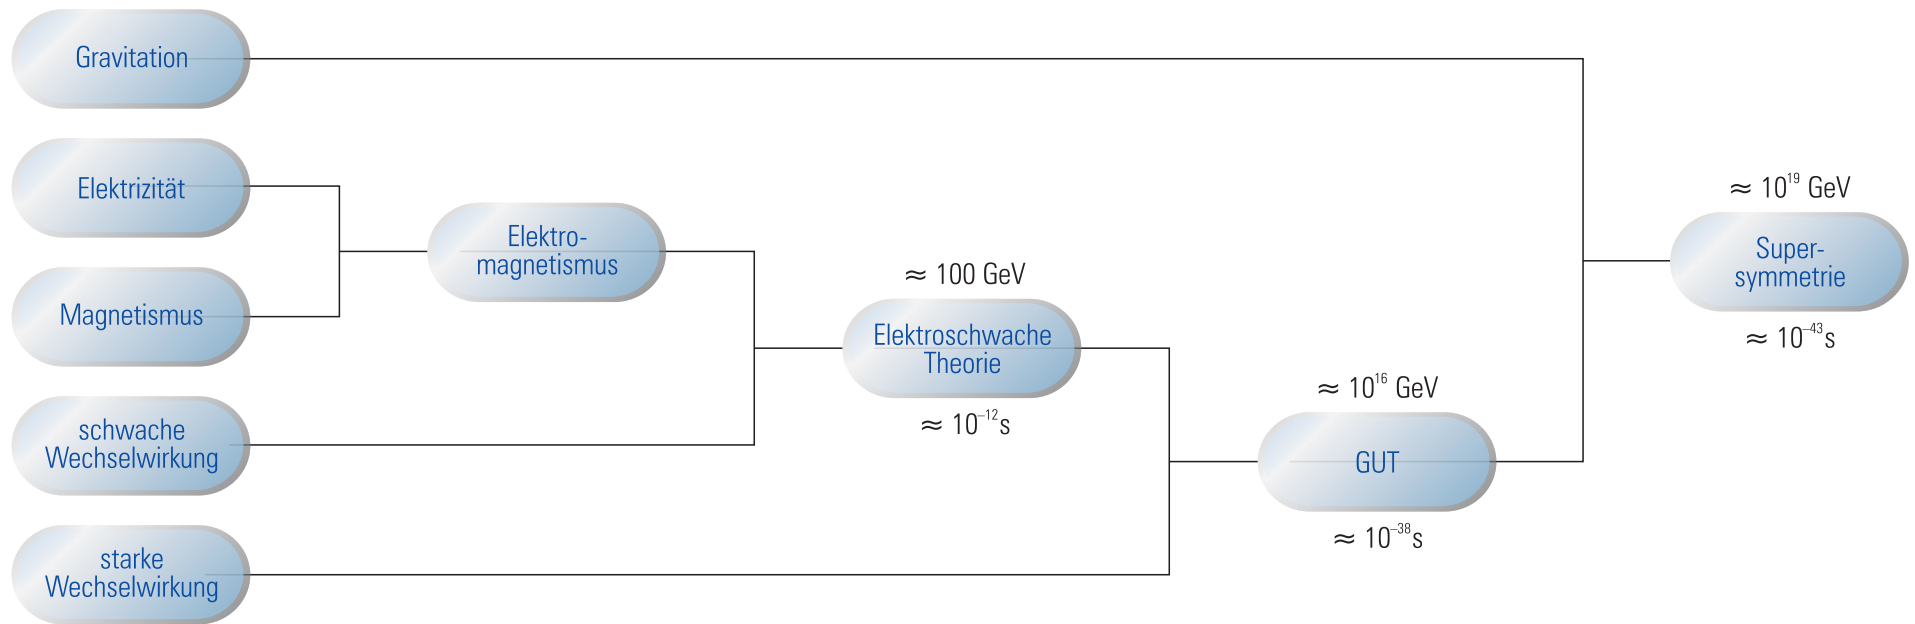 Gravitation
Elektrizität
Magnetismus
schwache
Wechselwirkung
starke
Wechselwirkung
Elektro-
magnetismus
≈ 100 GeV
Elektroschwache
Theorie
≈ 10⁻¹²s
≈ 10¹⁶ GeV
GUT
≈ 10⁻³⁸s
≈ 10¹⁹ GeV
Super-
symmetrie
≈ 10⁻⁴³s